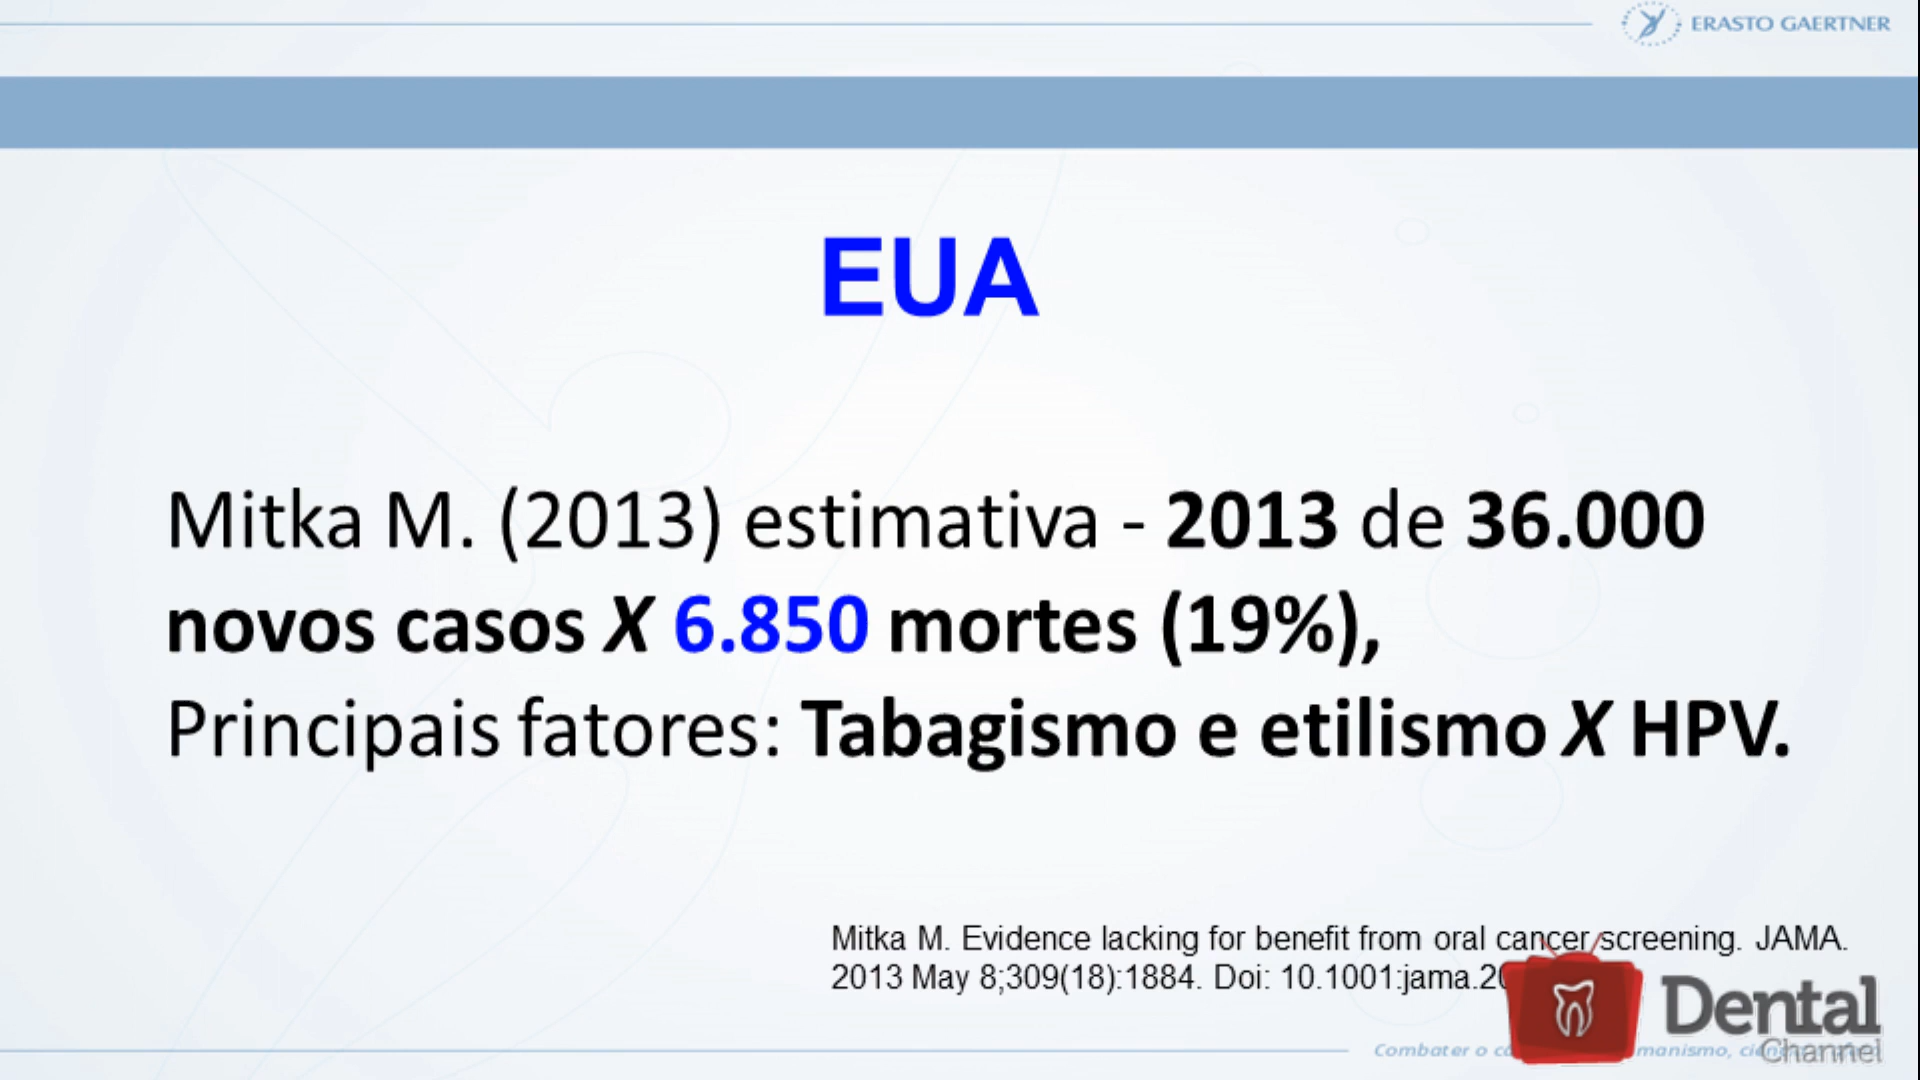 ERASTO GAERTNER
EUA
Mitka M. (2013) estimativa - 2013 de 36.000
novos casos X 6.850 mortes (19%),
Principais fatores: Tabagismo e etilismo X HPV.
Mitka M. Evidence lacking for benefit from oral cancer screening. JAMA.
2013 May 8;309(18):1884. Doi: 10.1001:jama.20
Combater o
Dental
Channel